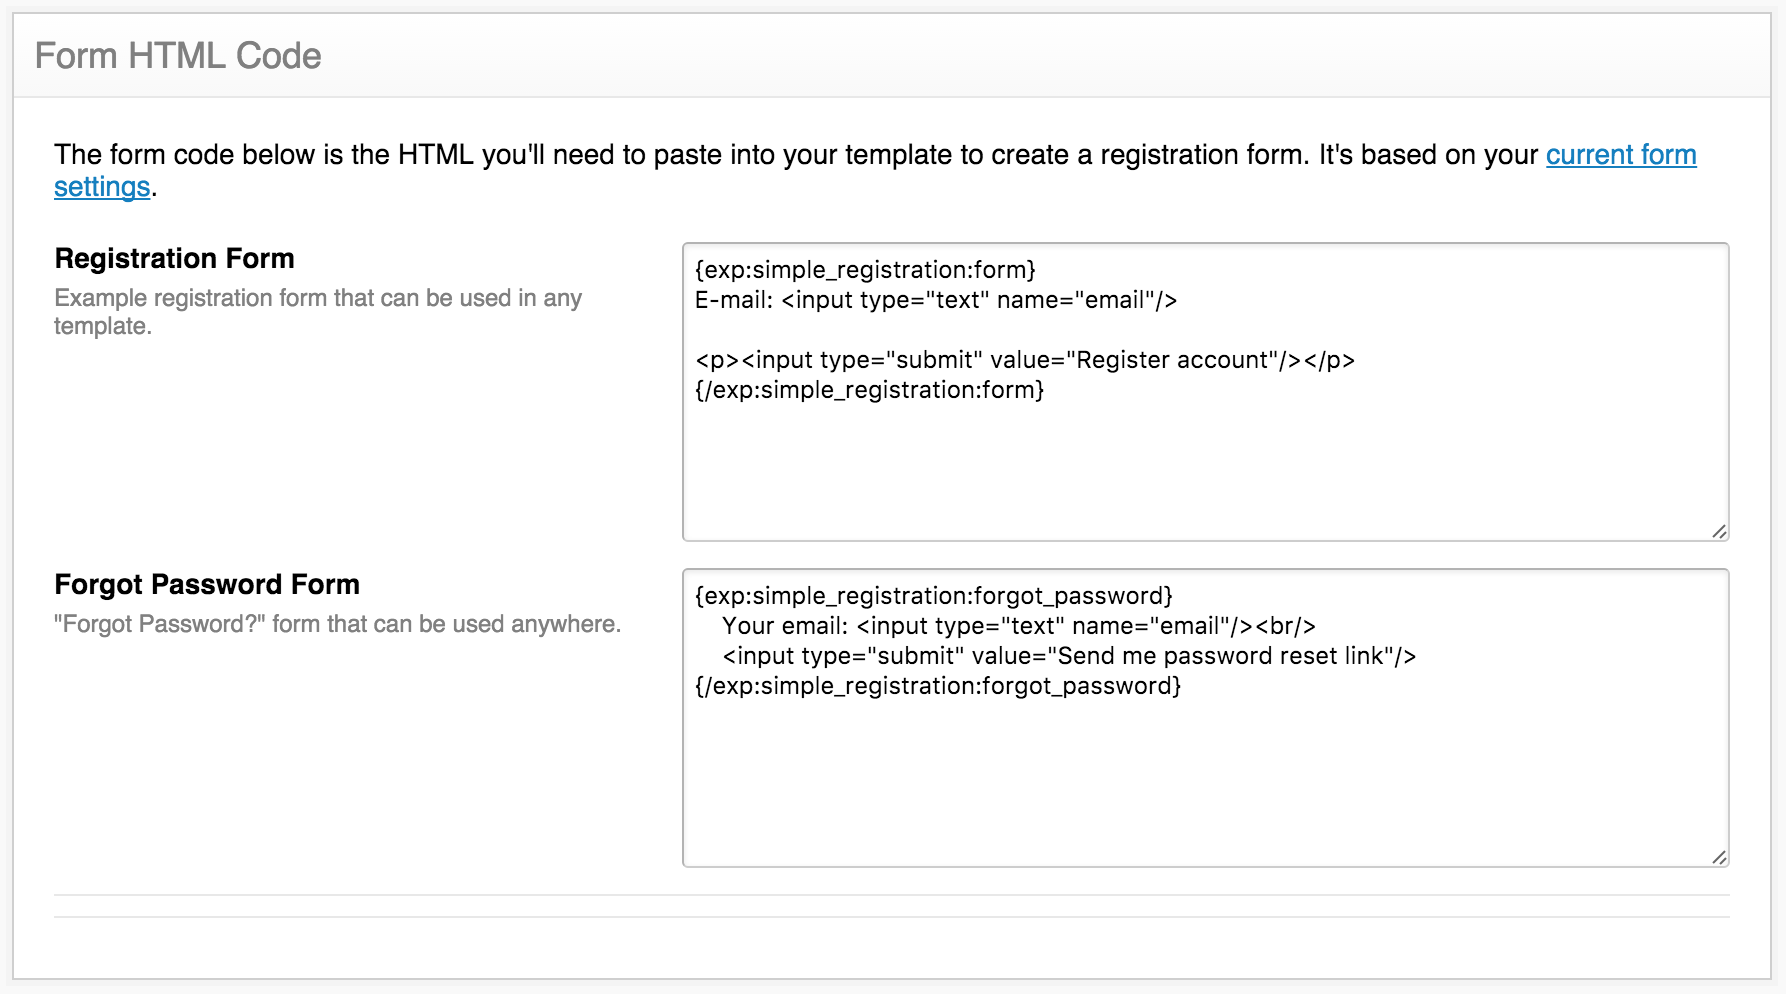 Form HTML Code
The form code below is the HTML you'll need to paste into your template to create a registration form. It's based on your current form
settings.
Registration Form
Example registration form that can be used in any
template.
{exp:simple_registration:form}
E-mail: <input type="text" name="email"/>
<p><input type="submit" value="Register account"/></p>
{/exp:simple_registration:form}
Forgot Password Form
"Forgot Password?" form that can be used anywhere.
{exp:simple_registration:forgot_password}
    Your email: <input type="text" name="email"/><br/>
    <input type="submit" value="Send me password reset link"/>
{/exp:simple_registration:forgot_password}